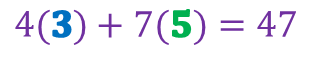 4(3) + 7(5) = 47